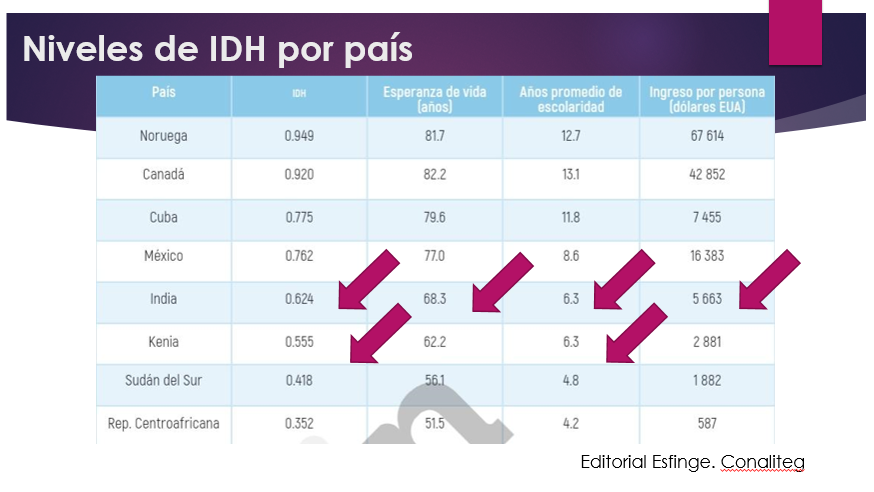 Niveles de IDH por país
País IDH Esperanza de vida (años) Años promedio de escolaridad Ingreso por persona (dólares EUA)
Noruega 0.949 81.7 12.7 67 614
Canadá 0.920 82.2 13.1 42 852
Cuba 0.775 79.6 11.8 7 455
México 0.762 77.0 8.6 16 383
India 0.624 68.3 6.3 5 663
Kenia 0.555 62.2 6.3 2 881
Sudán del Sur 0.418 56.1 4.8 1 882
Rep. Centroafricana 0.352 51.5 4.2 587
Editorial Esfinge. Conaliteg